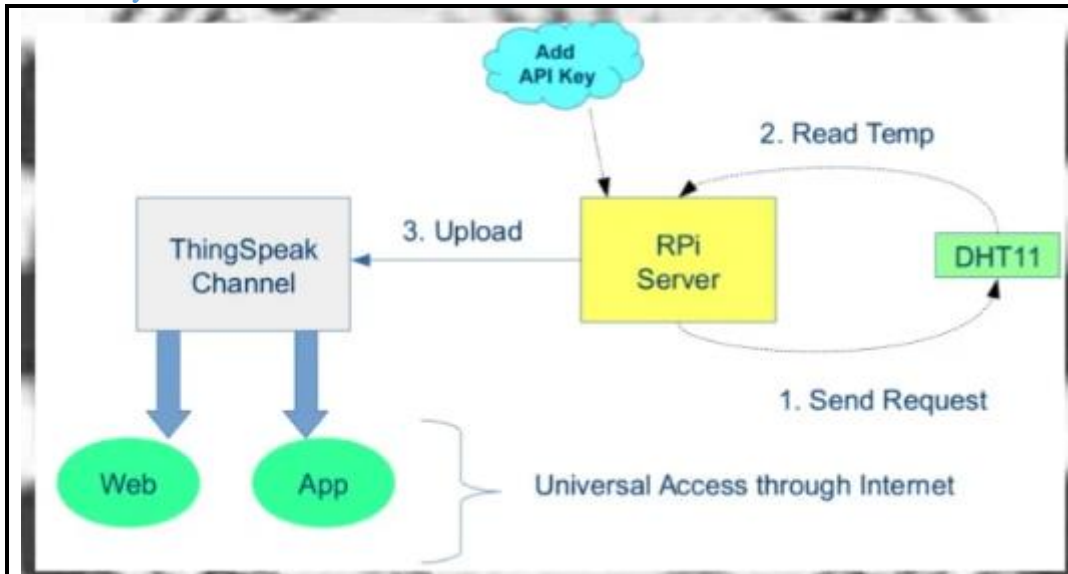 Add
API Key
2. Read Temp
ThingSpeak
Channel
3. Upload
RPi
Server
DHT11
1. Send Request
Web
App
Universal Access through Internet